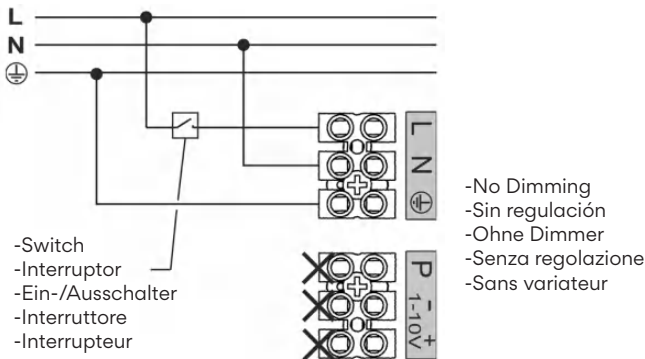 L
N
L N
-No Dimming
-Sin regulación
-Ohne Dimmer
-Senza regolazione
-Sans variateur
-Switch
-Interruptor
-Ein-/Ausschalter
-Interruttore
-Interrupteur
P - +
1-10V